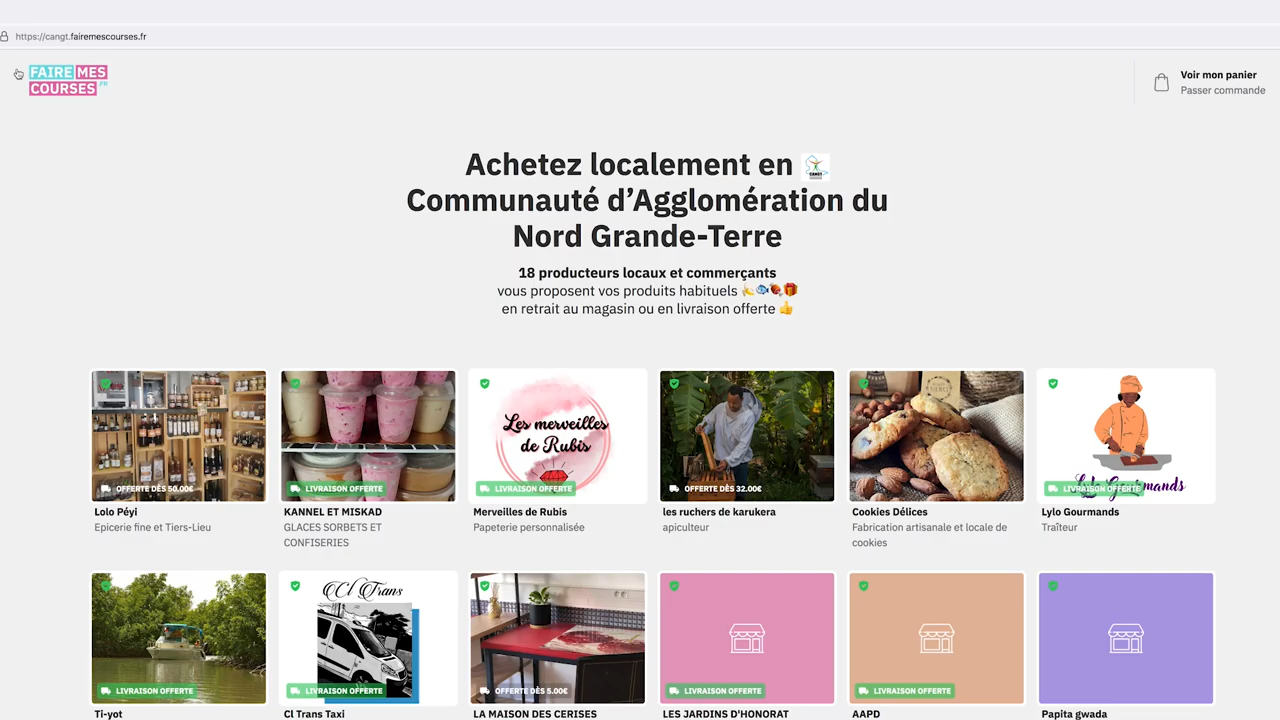 https://cangt.fairemescourses.fr
FAIRE MES
COURSES .FR
Voir mon panier
Passer commande
Achetez localement en CANGT
Communauté d’Agglomération du
Nord Grande-Terre
18 producteurs locaux et commerçants
vous proposent vos produits habituels
en retrait au magasin ou en livraison offerte
OFFERTE DÈS 50.00€
LIVRAISON OFFERTE
Les merveilles
de Rubis
LIVRAISON OFFERTE
OFFERTE DÈS 32.00€
MERCI
Lylo Gourmands
LIVRAISON OFFERTE
Lolo Péyi
Epicerie fine et Tiers-Lieu
KANNEL ET MISKAD
GLACES SORBETS ET
CONFISERIES
Merveilles de Rubis
Papeterie personnalisée
les ruchers de karukera
apiculteur
Cookies Délices
Fabrication artisanale et locale de
cookies
Lylo Gourmands
Traîteur
LIVRAISON OFFERTE
Cl Trans
LIVRAISON OFFERTE
OFFERTE DÈS 5.00€
LIVRAISON OFFERTE
LIVRAISON OFFERTE
Ti-yot
Cl Trans Taxi
LA MAISON DES CERISES
LES JARDINS D'HONORAT
AAPD
Papita gwada